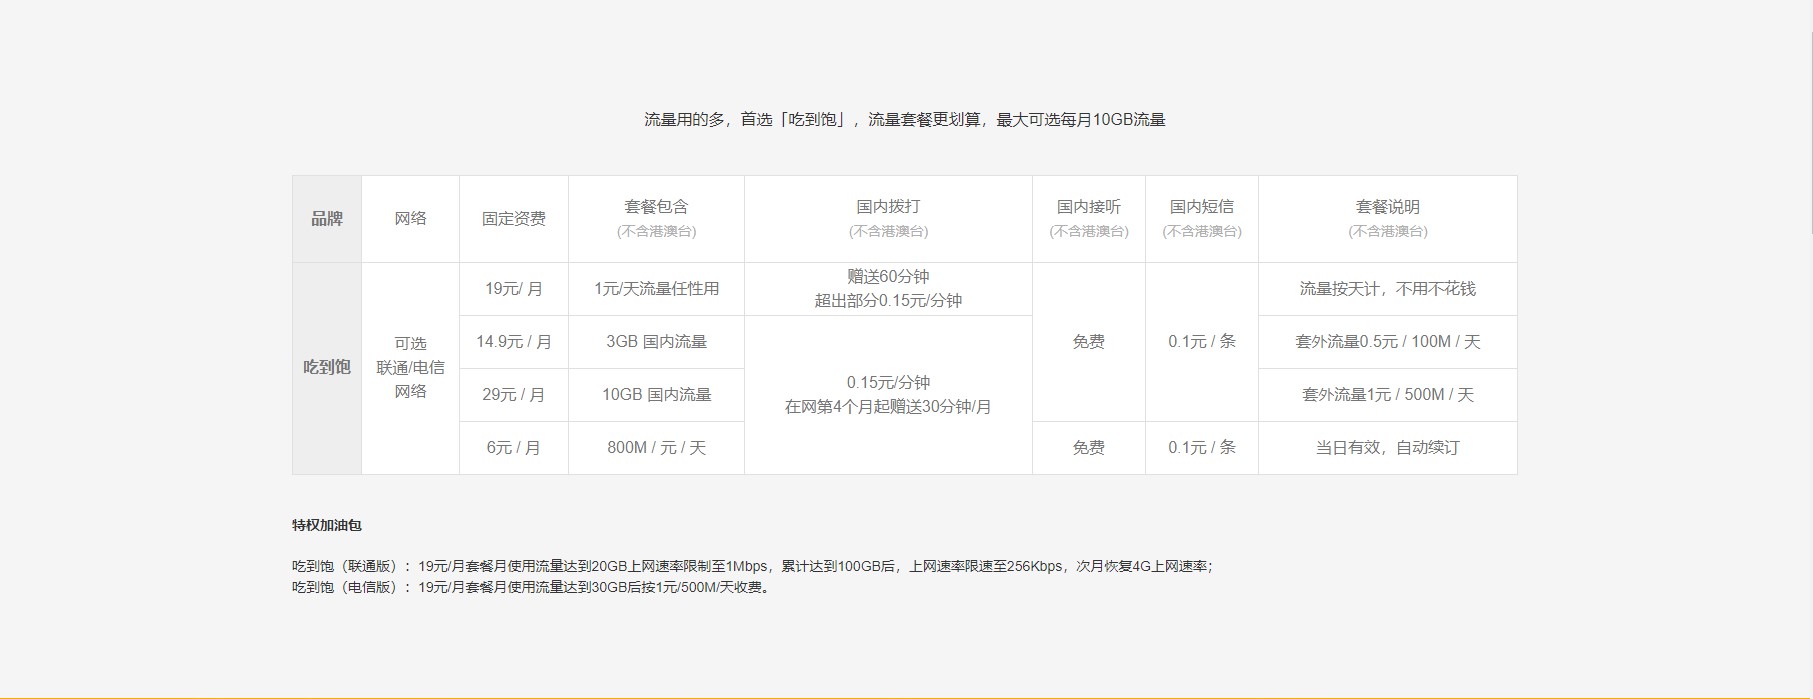 流量用的多，首选「吃到饱」，流量套餐更划算，最大可选每月10GB流量
品牌
网络
固定资费
套餐包含
(不含港澳台)
国内拨打
(不含港澳台)
国内接听
(不含港澳台)
国内短信
(不含港澳台)
套餐说明
(不含港澳台)
吃到饱
可选
联通/电信
网络
19元/ 月
1元/天流量任性用
赠送60分钟
超出部分0.15元/分钟
免费
0.1元 / 条
流量按天计，不用不花钱
14.9元 / 月
3GB 国内流量
0.15元/分钟
在网第4个月起赠送30分钟/月
套外流量0.5元 / 100M / 天
29元 / 月
10GB 国内流量
套外流量1元 / 500M / 天
6元 / 月
800M / 元 / 天
免费
0.1元 / 条
当日有效，自动续订
特权加油包
吃到饱（联通版）：19元/月套餐月使用流量达到20GB上网速率限制至1Mbps，累计达到100GB后，上网速率限速至256Kbps，次月恢复4G上网速率；
吃到饱（电信版）：19元/月套餐月使用流量达到30GB后按1元/500M/天收费。